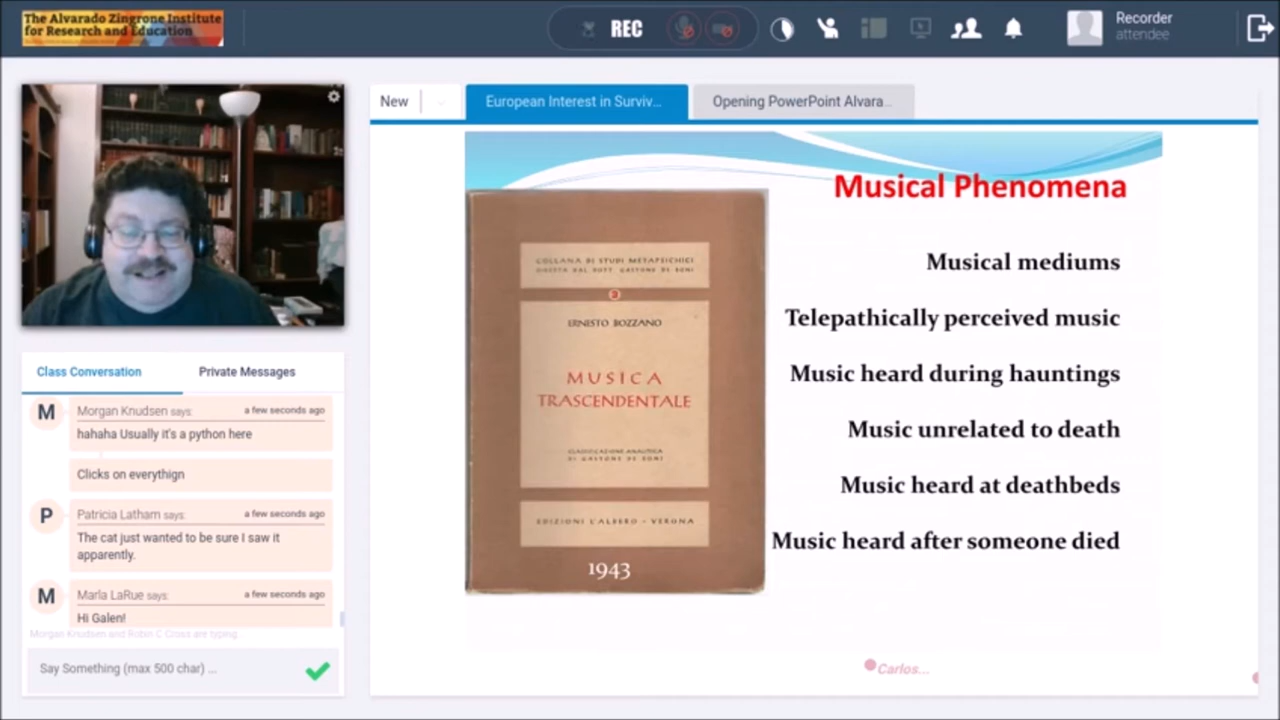 The Alvarado Zingrone Institute
for Research and Education
REC
Recorder
attendee
New
European Interest in Surviv...
Opening PowerPoint Alvara...
Class Conversation
Private Messages
M
Morgan Knudsen says:
a few seconds ago
hahaha Usually it's a python here
Clicks on everythign
P
Patricia Latham says:
a few seconds ago
The cat just wanted to be sure I saw it
apparently.
M
Marla LaRue says:
a few seconds ago
Hi Galen!
Morgan Knudsen and Robin C Cross are typing...
Say Something (max 500 char) ...
Musical Phenomena
COLLANA DI STUDI METAPSICHICI
DIRETTA DAL DOTT. GASTONE DE BONI
2
ERNESTO BOZZANO
MUSICA
TRASCENDENTALE
CLASSIFICAZIONE ANALITICA
DI GASTONE DE BONI
EDIZIONI L'ALBERO - VERONA
1943
Musical mediums
Telepathically perceived music
Music heard during hauntings
Music unrelated to death
Music heard at deathbeds
Music heard after someone died
Carlos...